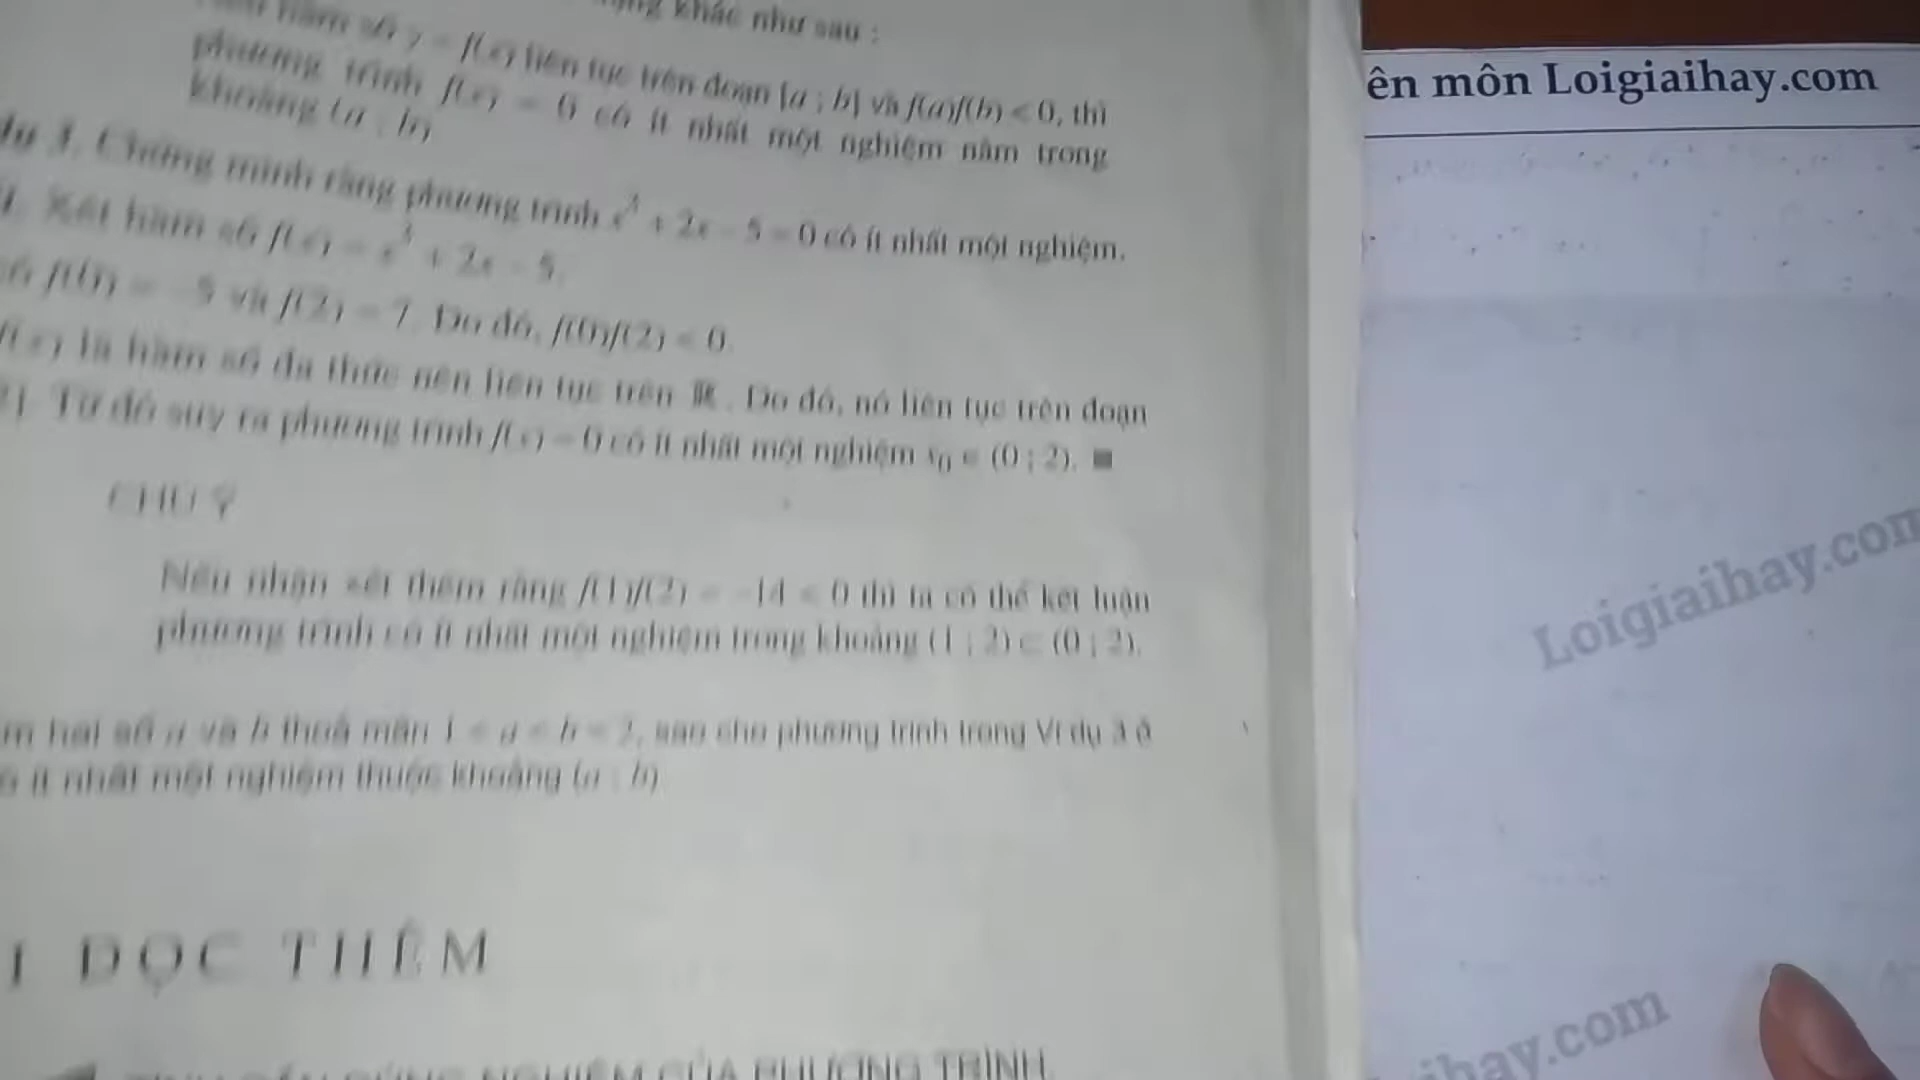 khác như sau :
hàm số y = f(x) liên tục trên đoạn [a ; b] và f(a)f(b) < 0, thì
phương trình f(x) = 0 có ít nhất một nghiệm nằm trong
khoảng (a ; b)
dụ 3. Chứng minh rằng phương trình x³ + 2x − 5 = 0 có ít nhất một nghiệm.
Xét hàm số f(x) = x³ + 2x − 5.
f(0) = −5 và f(2) = 7. Do đó, f(0)f(2) < 0.
f(x) là hàm số đa thức nên liên tục trên ℝ. Do đó, nó liên tục trên đoạn
2]. Từ đó suy ra phương trình f(x) = 0 có ít nhất một nghiệm x₀ ∈ (0 ; 2). ■
CHÚ Ý
Nếu nhận xét thêm rằng f(1)f(2) = −14 < 0 thì ta có thể kết luận
phương trình có ít nhất một nghiệm trong khoảng (1 ; 2) ⊂ (0 ; 2).
m hai số a và b thoả mãn 1 < a < b < 2, sao cho phương trình trong Ví dụ 3 ở
ó ít nhất một nghiệm thuộc khoảng (a ; b)
I ĐỌC THÊM
NGHIỆM CỦA PHƯƠNG TRÌNH
ên môn Loigiaihay.com
Loigiaihay.com
ihay.com